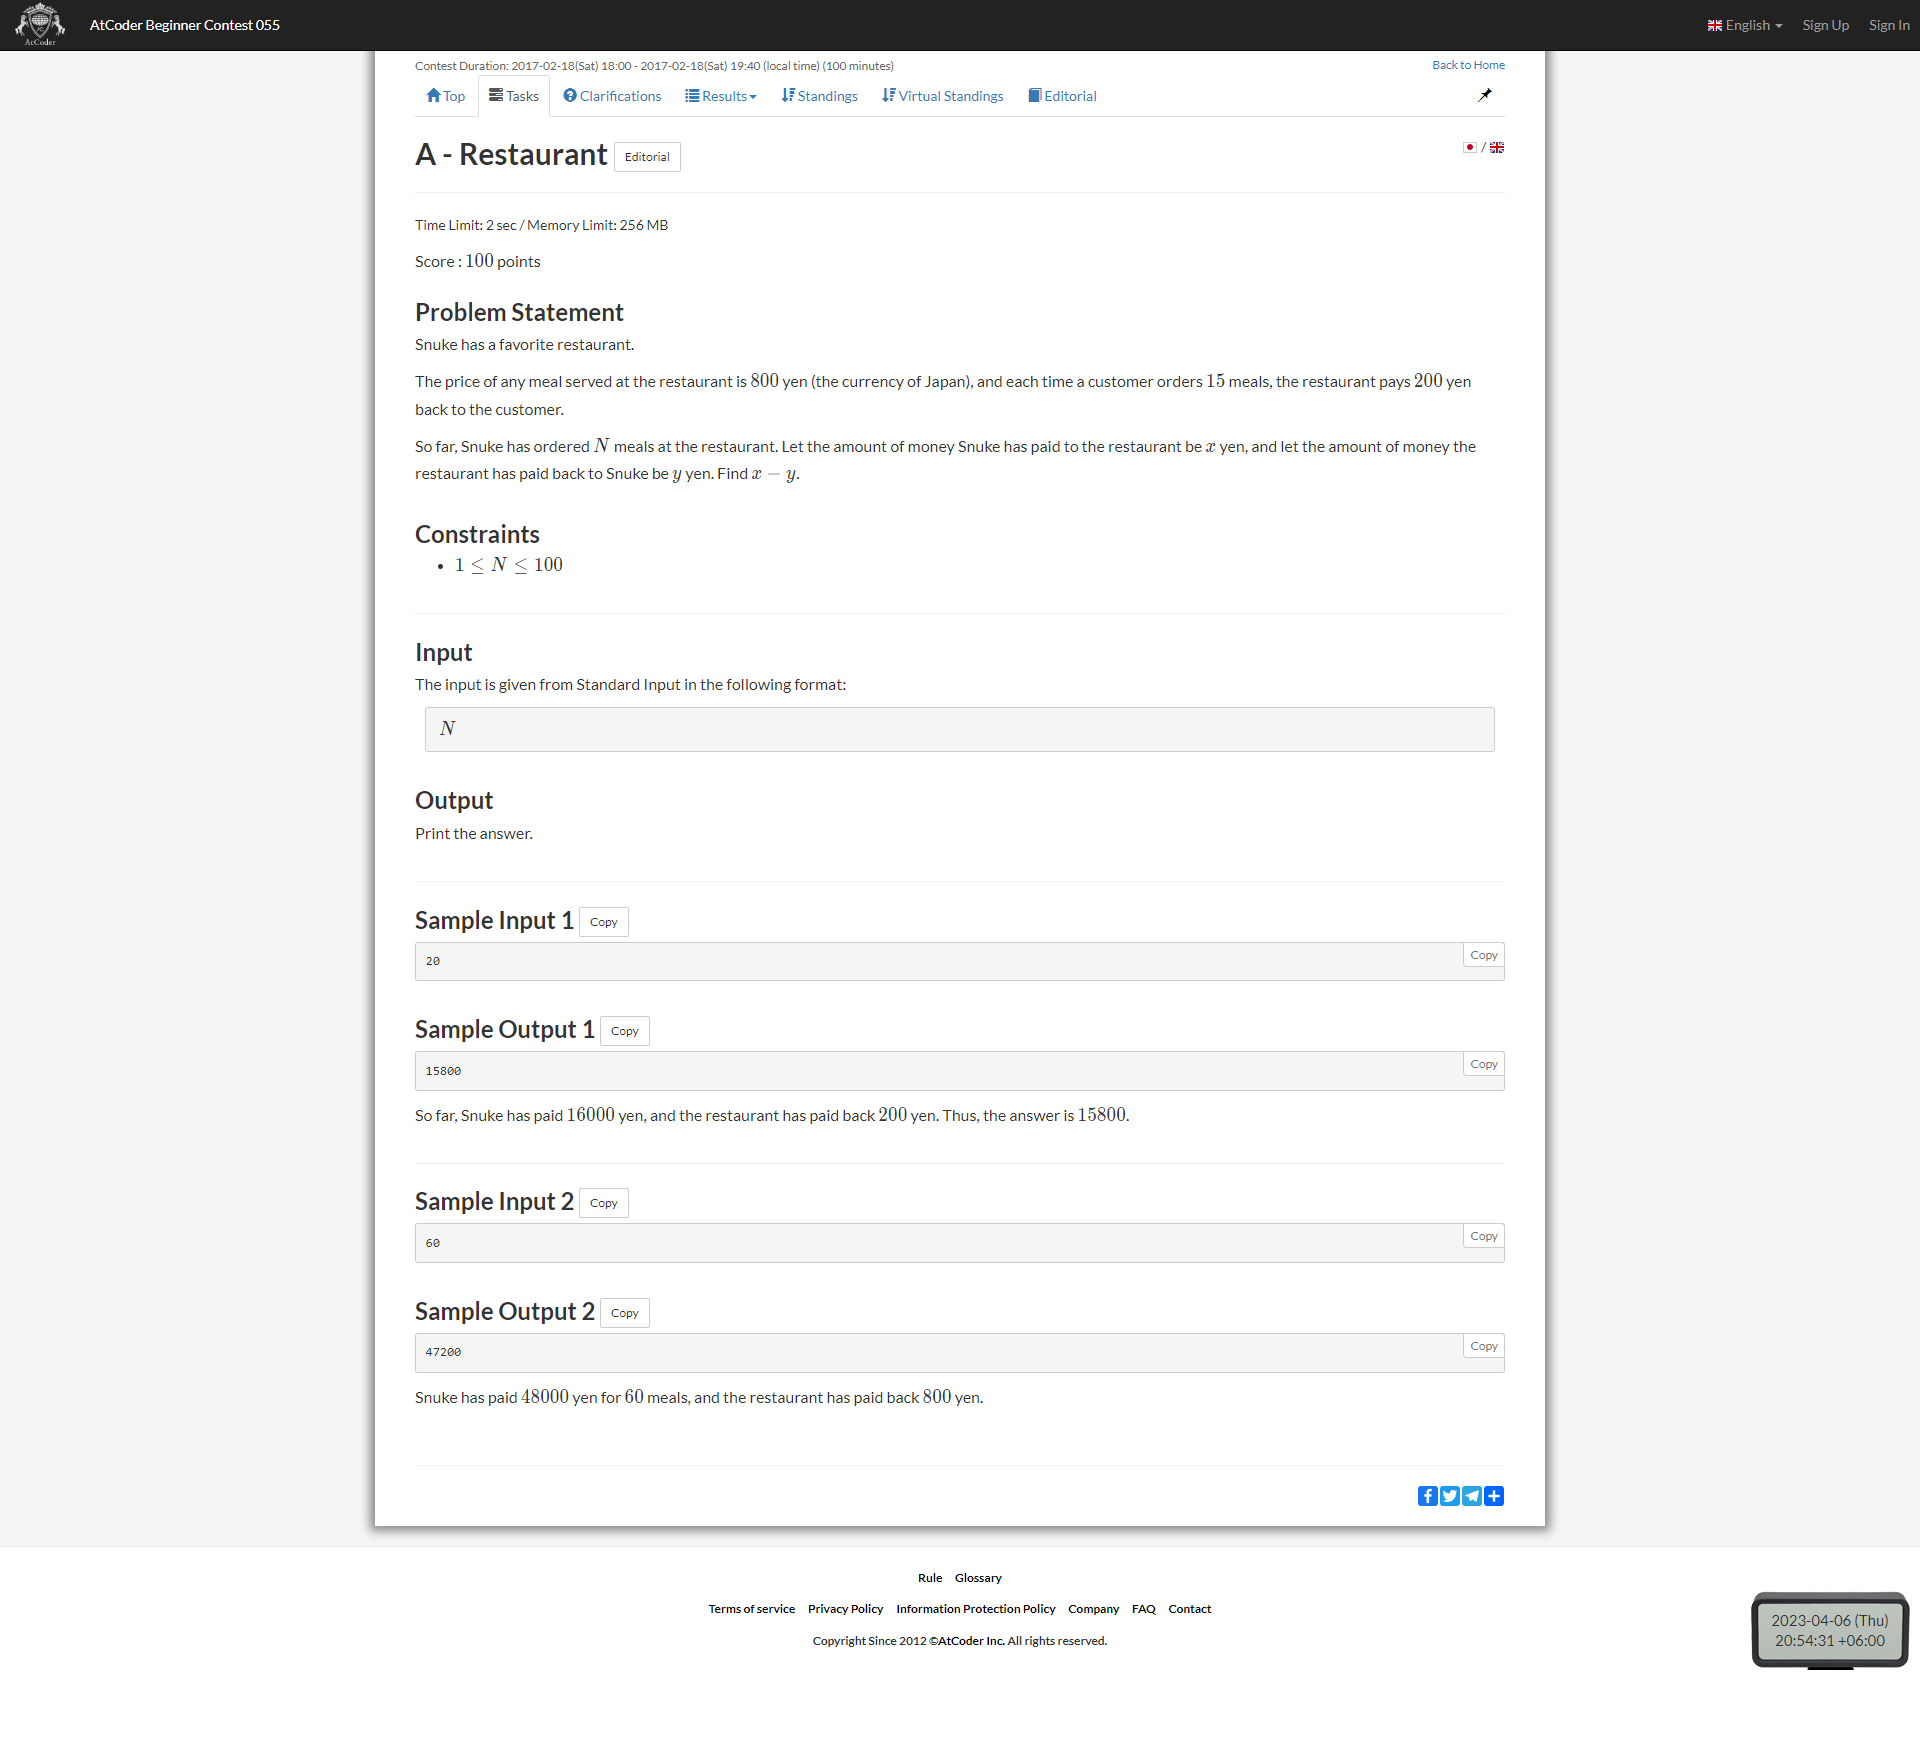 AtCoder
AtCoder Beginner Contest 055
English
Sign Up
Sign In
Contest Duration: 2017-02-18(Sat) 18:00 - 2017-02-18(Sat) 19:40 (local time) (100 minutes)
Back to Home
Top
Tasks
Clarifications
Results
Standings
Virtual Standings
Editorial
A - Restaurant
Editorial
/
Time Limit: 2 sec / Memory Limit: 256 MB
Score : 100 points
Problem Statement
Snuke has a favorite restaurant.
The price of any meal served at the restaurant is 800 yen (the currency of Japan), and each time a customer orders 15 meals, the restaurant pays 200 yen
back to the customer.
So far, Snuke has ordered N meals at the restaurant. Let the amount of money Snuke has paid to the restaurant be x yen, and let the amount of money the
restaurant has paid back to Snuke be y yen. Find x − y.
Constraints
• 1 ≤ N ≤ 100
Input
The input is given from Standard Input in the following format:
N
Output
Print the answer.
Sample Input 1
Copy
Copy
20
Sample Output 1
Copy
Copy
15800
So far, Snuke has paid 16000 yen, and the restaurant has paid back 200 yen. Thus, the answer is 15800.
Sample Input 2
Copy
Copy
60
Sample Output 2
Copy
Copy
47200
Snuke has paid 48000 yen for 60 meals, and the restaurant has paid back 800 yen.
Rule
Glossary
Terms of service
Privacy Policy
Information Protection Policy
Company
FAQ
Contact
Copyright Since 2012 ©AtCoder Inc. All rights reserved.
2023-04-06 (Thu)
20:54:31 +06:00